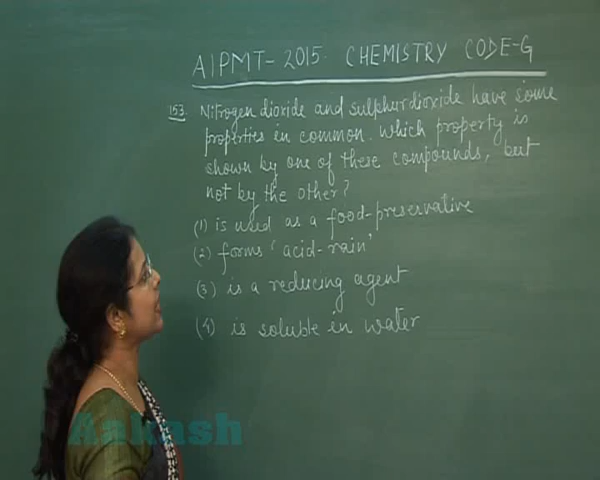 AIPMT-2015. CHEMISTRY CODE-G
153. Nitrogen dioxide and sulphurdioxide have some
properties in common. Which property is
shown by one of these compounds, but
not by the other?
(1) is used as a food-preservative
(2) forms 'acid-rain'
(3) is a reducing agent
(4) is soluble in water
Aakash